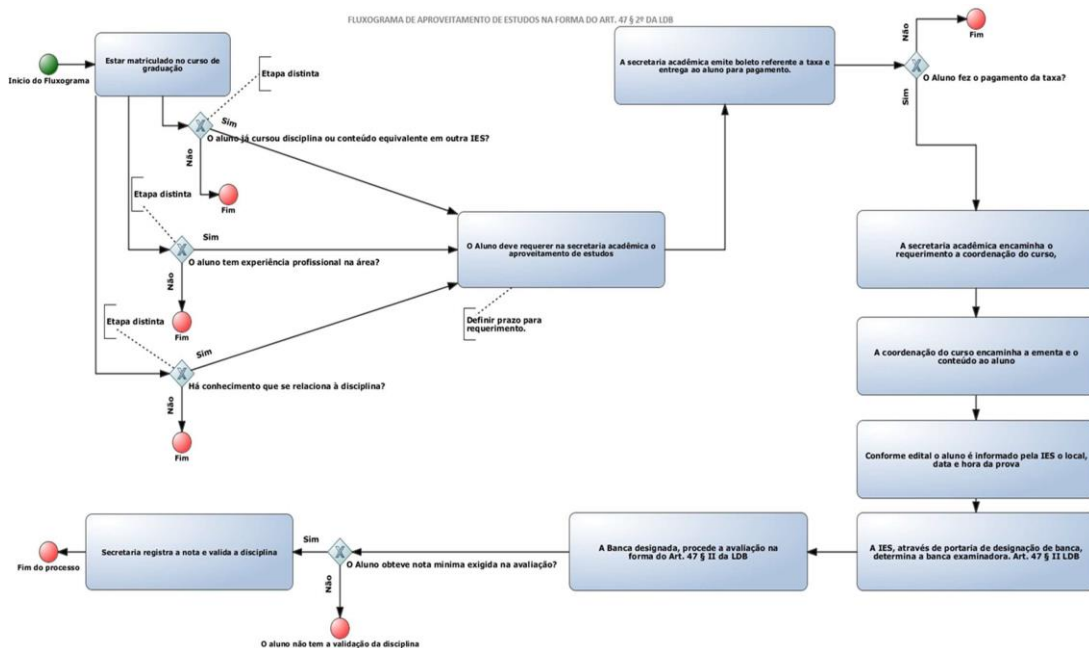 FLUXOGRAMA DE APROVEITAMENTO DE ESTUDOS NA FORMA DO ART. 47 § 2º DA LDB
Início do Fluxograma
Estar matriculado no curso de
graduação
Etapa distinta
Sim
O aluno já cursou disciplina ou conteúdo equivalente em outra IES?
Não
Fim
Etapa distinta
Sim
O aluno tem experiência profissional na área?
Não
Fim
Etapa distinta
Sim
Há conhecimento que se relaciona à disciplina?
Não
Fim
O Aluno deve requerer na secretaria acadêmica o
aproveitamento de estudos
Definir prazo para
requerimento.
A secretaria acadêmica emite boleto referente a taxa e
entrega ao aluno para pagamento.
Não
Fim
O Aluno fez o pagamento da taxa?
Sim
A secretaria acadêmica encaminha o
requerimento a coordenação do curso,
A coordenação do curso encaminha a ementa e o
conteúdo ao aluno
Conforme edital o aluno é informado pela IES o local,
data e hora da prova
A IES, através de portaria de designação de banca,
determina a banca examinadora. Art. 47 § II LDB
A Banca designada, procede a avaliação na
forma do Art. 47 § II da LDB
O Aluno obteve nota mínima exigida na avaliação?
Sim
Não
O aluno não tem a validação da disciplina
Secretaria registra a nota e valida a disciplina
Fim do processo